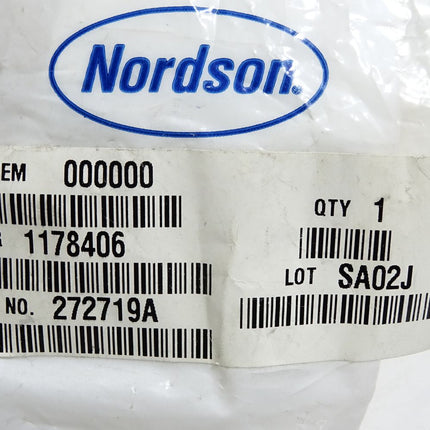 Nordson.
EM 000000
QTY 1
R 1178406
LOT SA02J
NO. 272719A